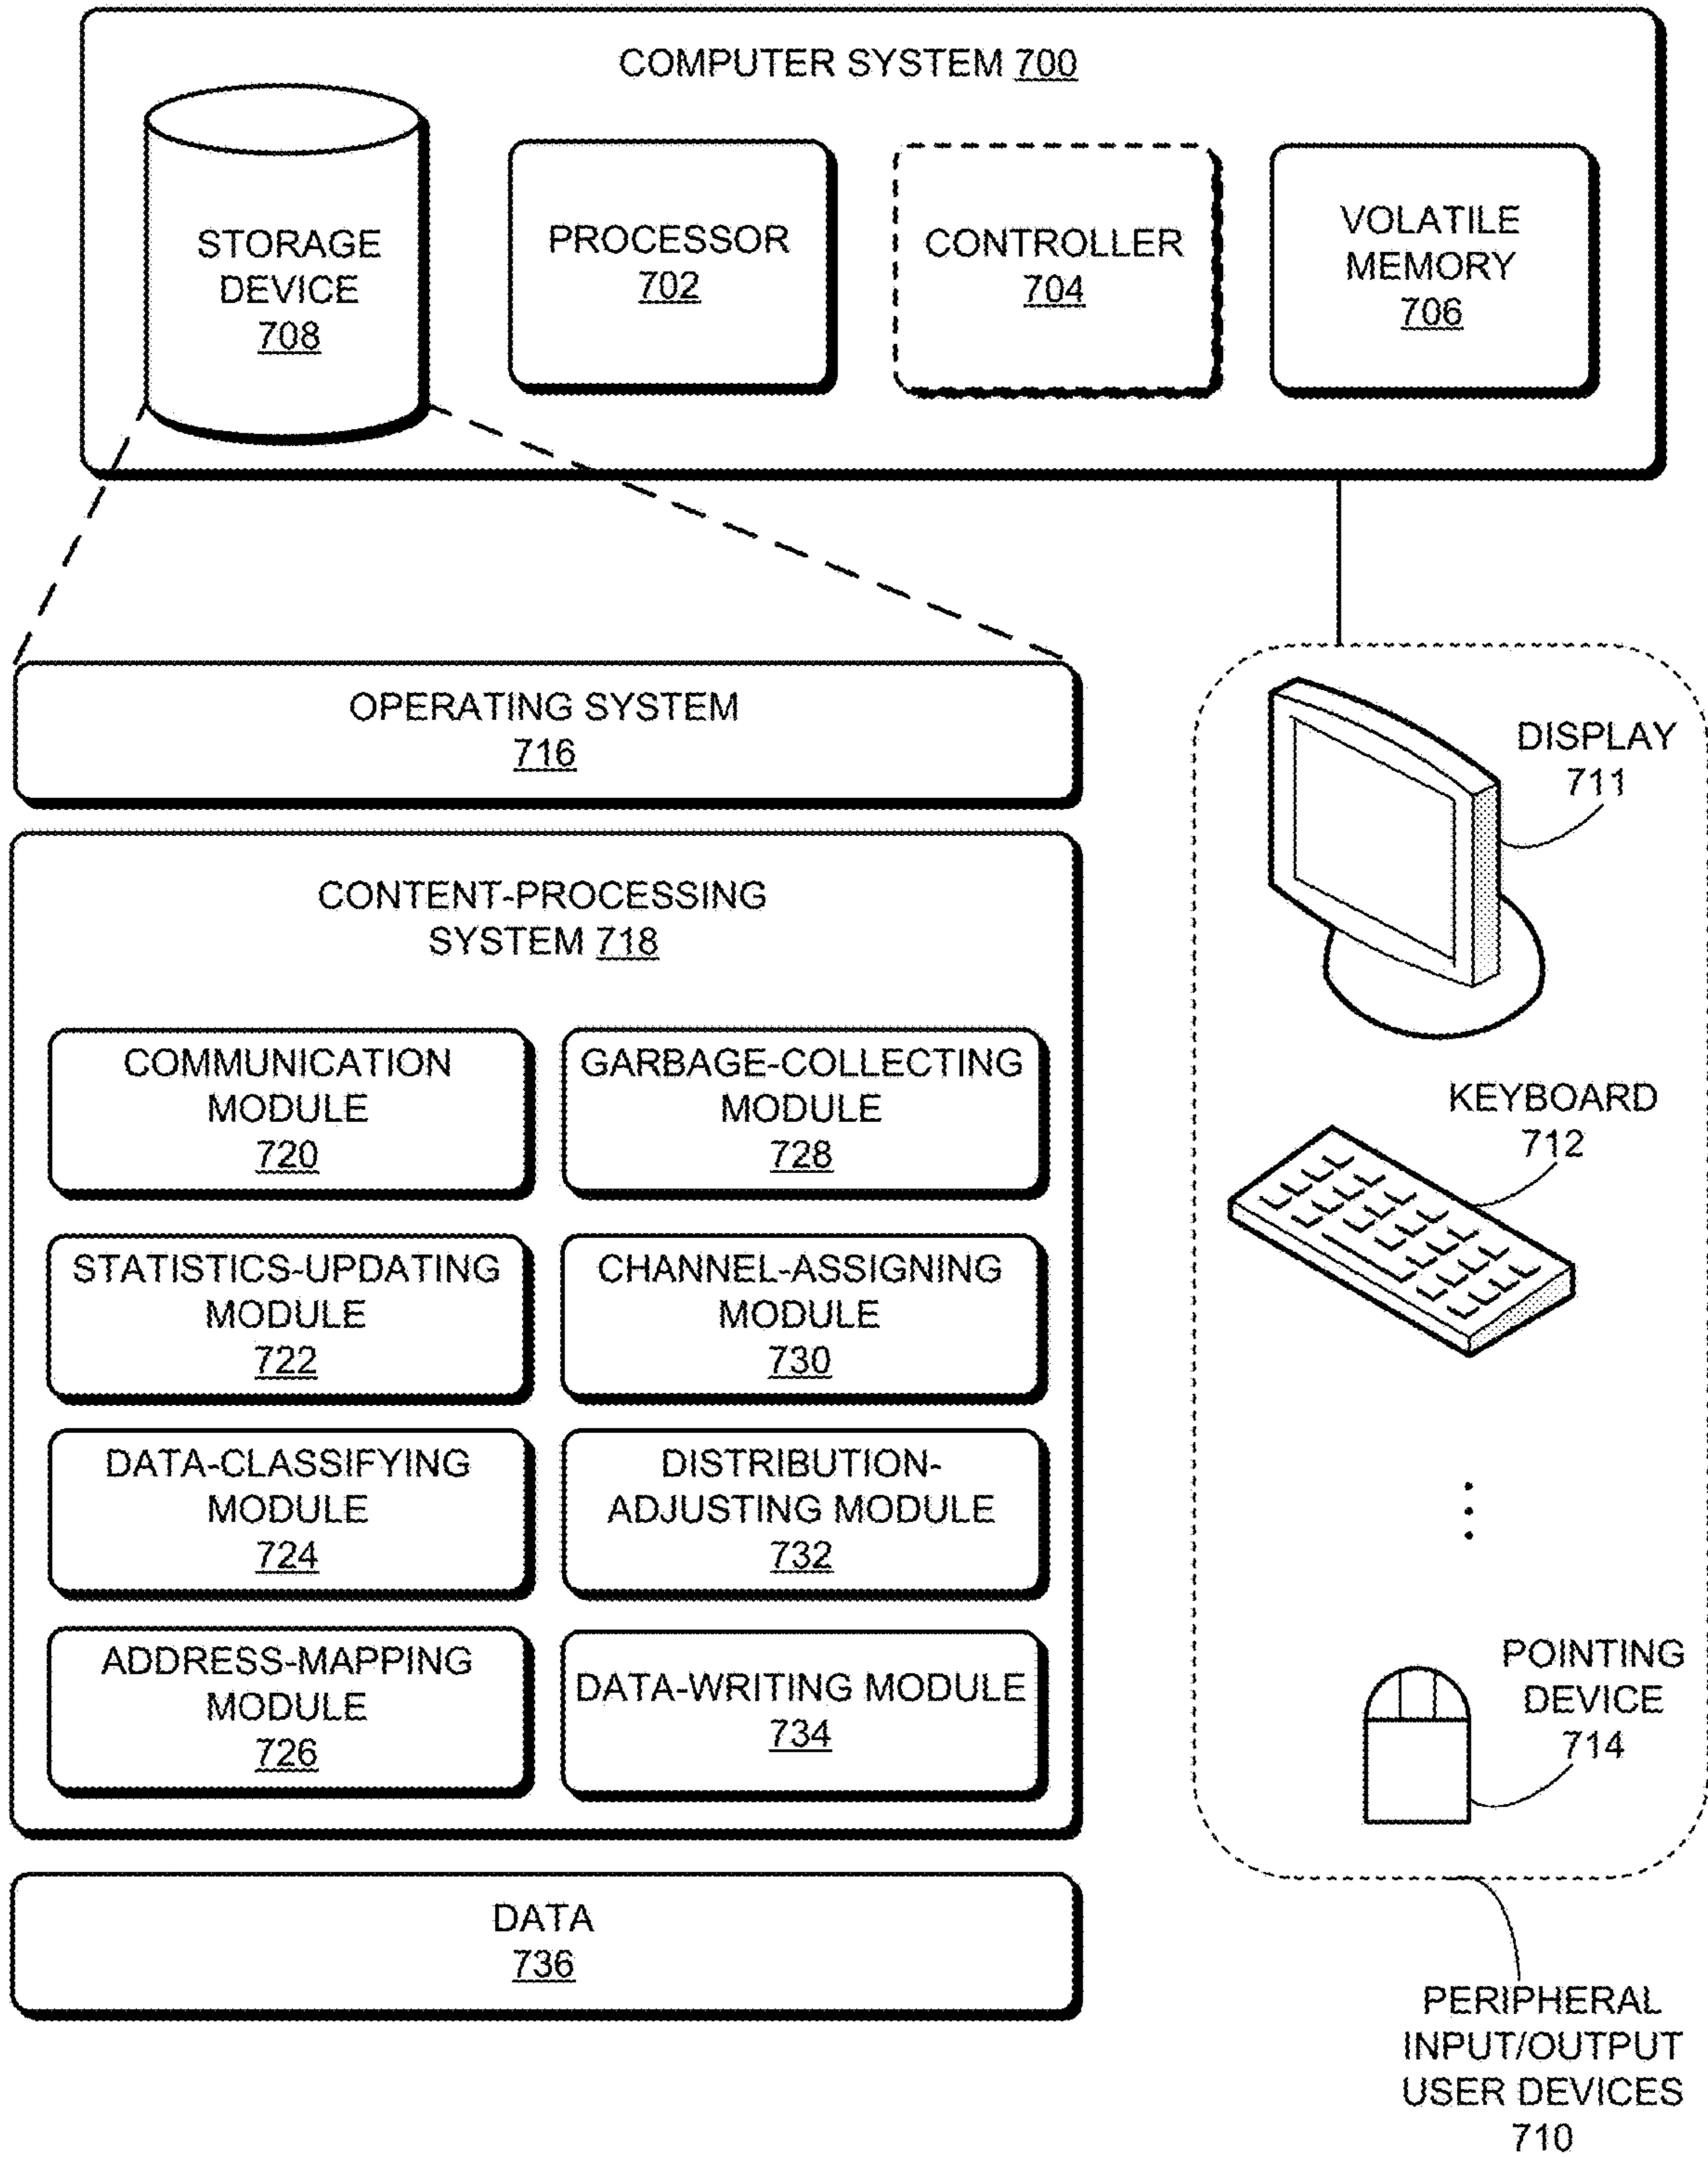 COMPUTER SYSTEM 700
STORAGE
DEVICE
708
PROCESSOR
702
CONTROLLER
704
VOLATILE
MEMORY
706
OPERATING SYSTEM
716
CONTENT-PROCESSING
SYSTEM 718
COMMUNICATION
MODULE
720
GARBAGE-COLLECTING
MODULE
728
STATISTICS-UPDATING
MODULE
722
CHANNEL-ASSIGNING
MODULE
730
DATA-CLASSIFYING
MODULE
724
DISTRIBUTION-
ADJUSTING MODULE
732
ADDRESS-MAPPING
MODULE
726
DATA-WRITING MODULE
734
DATA
736
DISPLAY
711
KEYBOARD
712
POINTING
DEVICE
714
PERIPHERAL
INPUT/OUTPUT
USER DEVICES
710